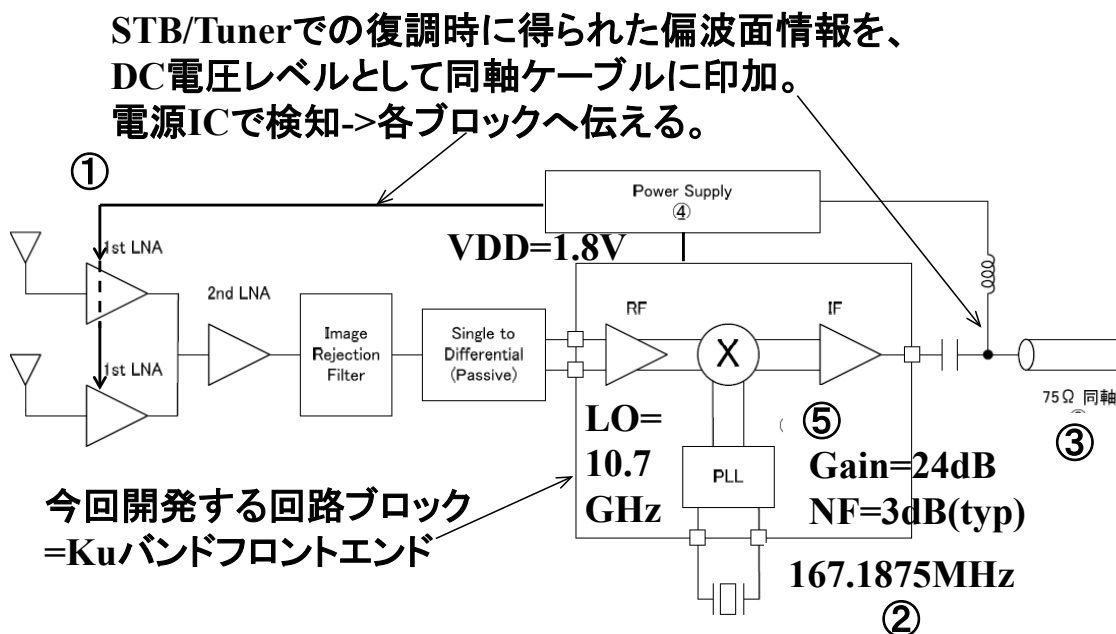 STB/Tunerでの復調時に得られた偏波面情報を、
DC電圧レベルとして同軸ケーブルに印加。
電源ICで検知->各ブロックへ伝える。
①
Power Supply
④
VDD=1.8V
1st LNA
2nd LNA
1st LNA
Image
Rejection
Filter
Single to
Differential
(Passive)
RF
X
IF
75Ω 同軸
③
LO=
10.7
GHz
PLL
⑤
Gain=24dB
NF=3dB(typ)
今回開発する回路ブロック
=Kuバンドフロントエンド
167.1875MHz
②